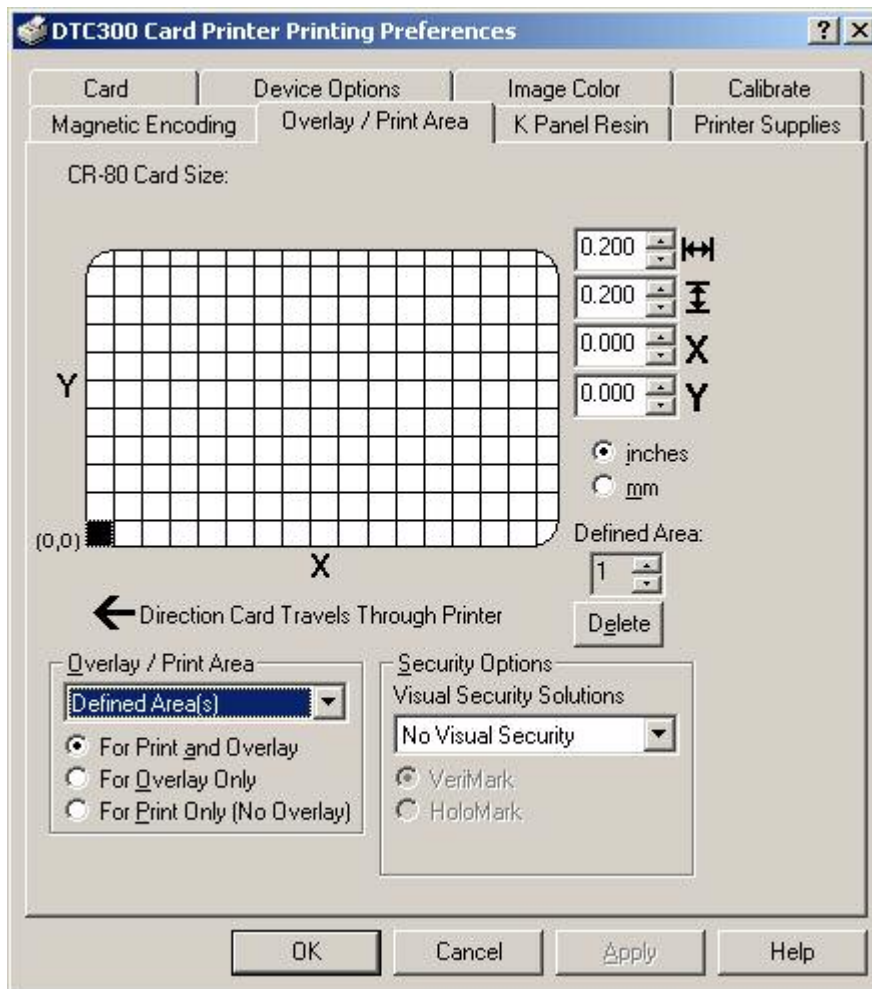 DTC300 Card Printer Printing Preferences
Card Device Options Image Color Calibrate
Magnetic Encoding Overlay / Print Area K Panel Resin Printer Supplies
CR-80 Card Size:
0.200
0.200
0.000 X
0.000 Y
Y
inches
mm
(0,0)
X
Defined Area:
1
Direction Card Travels Through Printer
Delete
Overlay / Print Area
Defined Area(s)
For Print and Overlay
For Overlay Only
For Print Only (No Overlay)
Security Options
Visual Security Solutions
No Visual Security
VeriMark
HoloMark
OK Cancel Apply Help